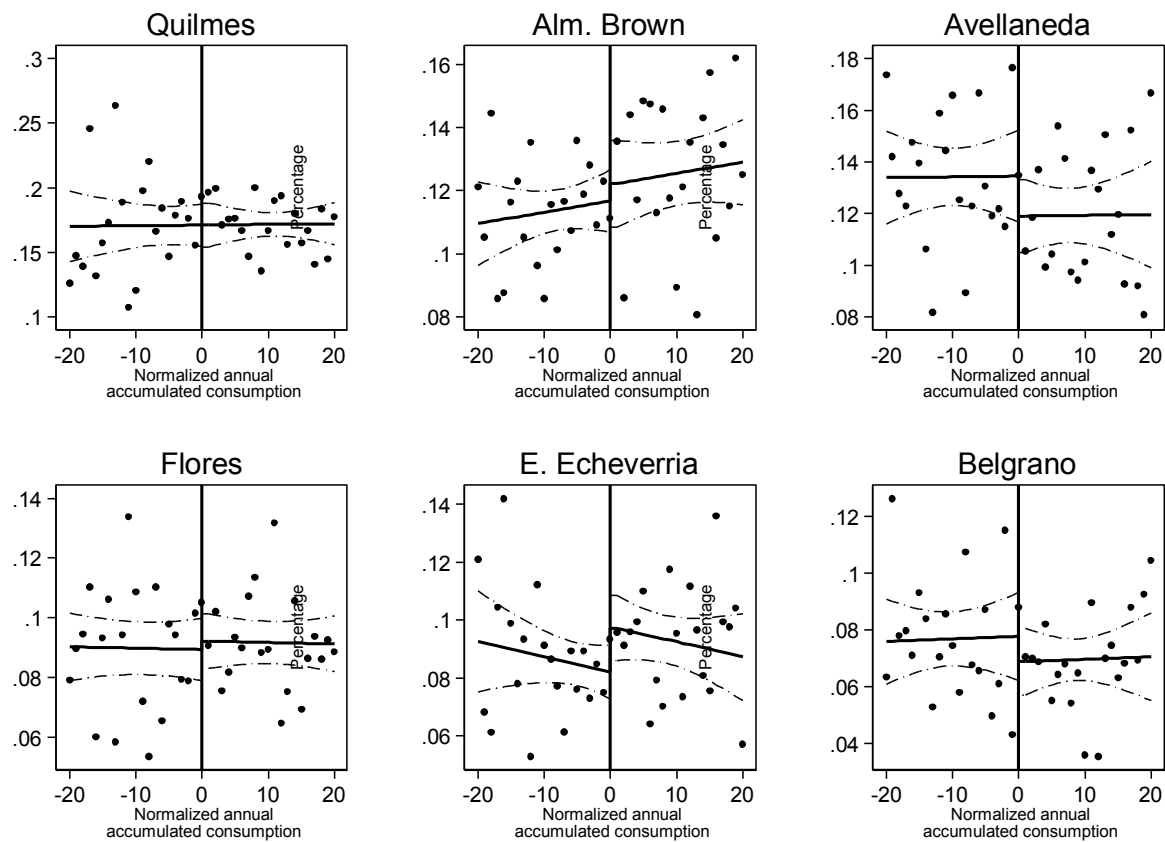 Quilmes
Alm. Brown
Avellaneda
.3
.25
.2
.15
.1
-20 -10 0 10 20
Normalized annual
accumulated consumption
Percentage
.16
.14
.12
.1
.08
-20 -10 0 10 20
Normalized annual
accumulated consumption
Percentage
.18
.16
.14
.12
.1
.08
-20 -10 0 10 20
Normalized annual
accumulated consumption
Flores
E. Echeverria
Belgrano
.14
.12
.1
.08
.06
-20 -10 0 10 20
Normalized annual
accumulated consumption
Percentage
.14
.12
.1
.08
.06
-20 -10 0 10 20
Normalized annual
accumulated consumption
Percentage
.12
.1
.08
.06
.04
-20 -10 0 10 20
Normalized annual
accumulated consumption